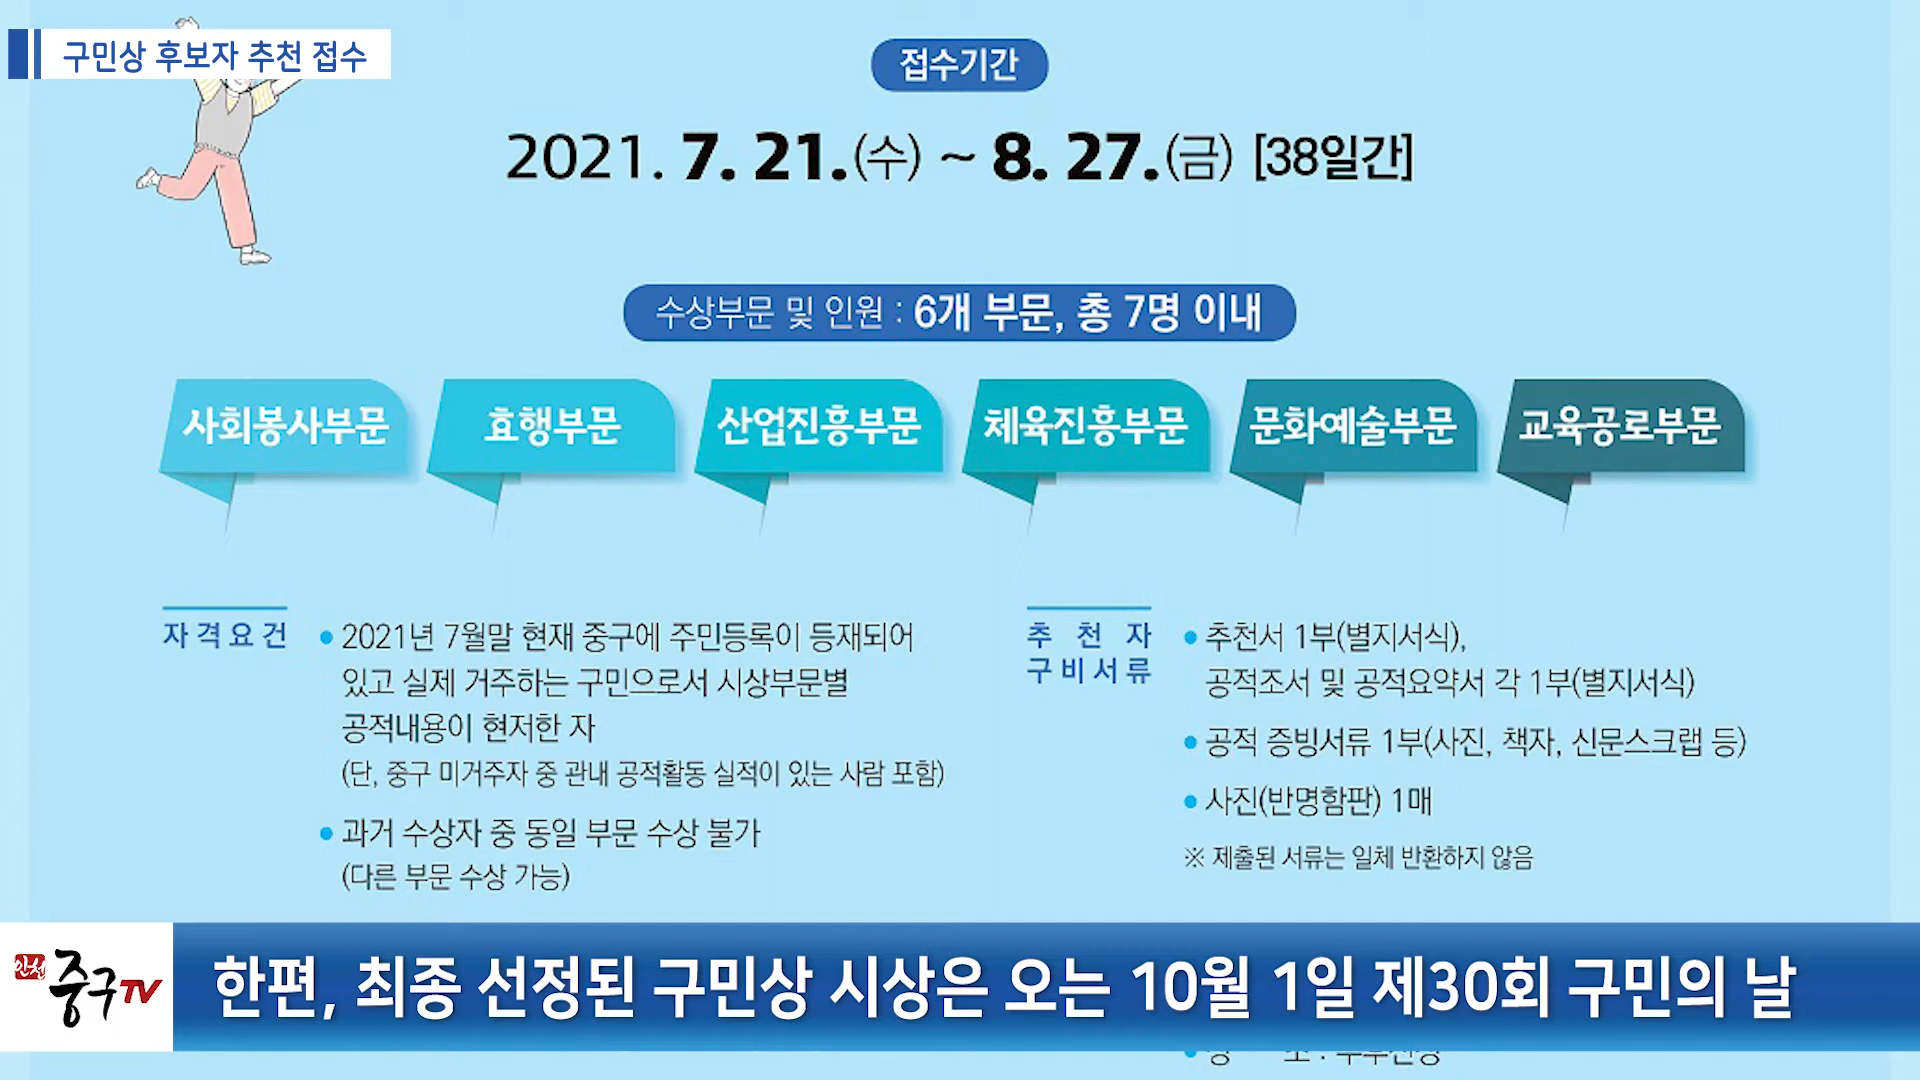 구민상 후보자 추천 접수
접수기간
2021. 7. 21.(수) ~ 8. 27.(금) [38일간]
수상부문 및 인원 : 6개 부문, 총 7명 이내
사회봉사부문
효행부문
산업진흥부문
체육진흥부문
문화예술부문
교육공로부문
자격요건
• 2021년 7월말 현재 중구에 주민등록이 등재되어
있고 실제 거주하는 구민으로서 시상부문별
공적내용이 현저한 자
(단, 중구 미거주자 중 관내 공적활동 실적이 있는 사람 포함)
• 과거 수상자 중 동일 부문 수상 불가
(다른 부문 수상 가능)
추 천 자
구비서류
• 추천서 1부(별지서식),
공적조서 및 공적요약서 각 1부(별지서식)
• 공적 증빙서류 1부(사진, 책자, 신문스크랩 등)
• 사진(반명함판) 1매
※ 제출된 서류는 일체 반환하지 않음
인천 중구TV
한편, 최종 선정된 구민상 시상은 오는 10월 1일 제30회 구민의 날